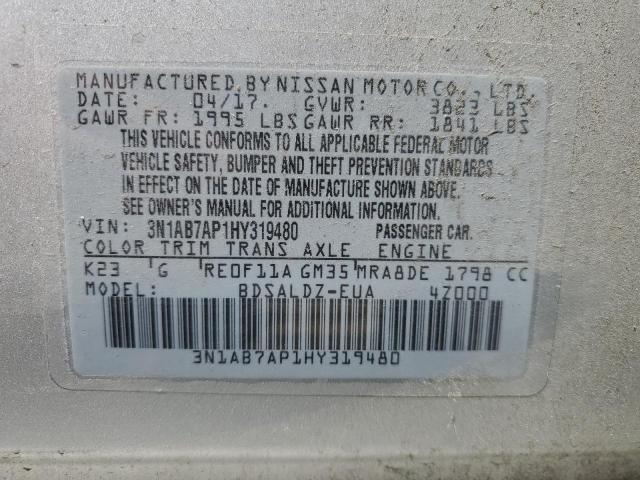 MANUFACTURED BY NISSAN MOTOR CO., LTD.
DATE: 04/17. GVWR: 3823 LBS
GAWR FR: 1995 LBS GAWR RR: 1841 LBS
THIS VEHICLE CONFORMS TO ALL APPLICABLE FEDERAL MOTOR
VEHICLE SAFETY, BUMPER AND THEFT PREVENTION STANDARDS
IN EFFECT ON THE DATE OF MANUFACTURE SHOWN ABOVE.
SEE OWNER'S MANUAL FOR ADDITIONAL INFORMATION.
VIN: 3N1AB7AP1HY319480 PASSENGER CAR.
COLOR TRIM TRANS AXLE ENGINE
K23 G RE0F11A GM35 MRA8DE 1798 CC
MODEL: BDSALDZ-EUA 4Z000
3N1AB7AP1HY319480